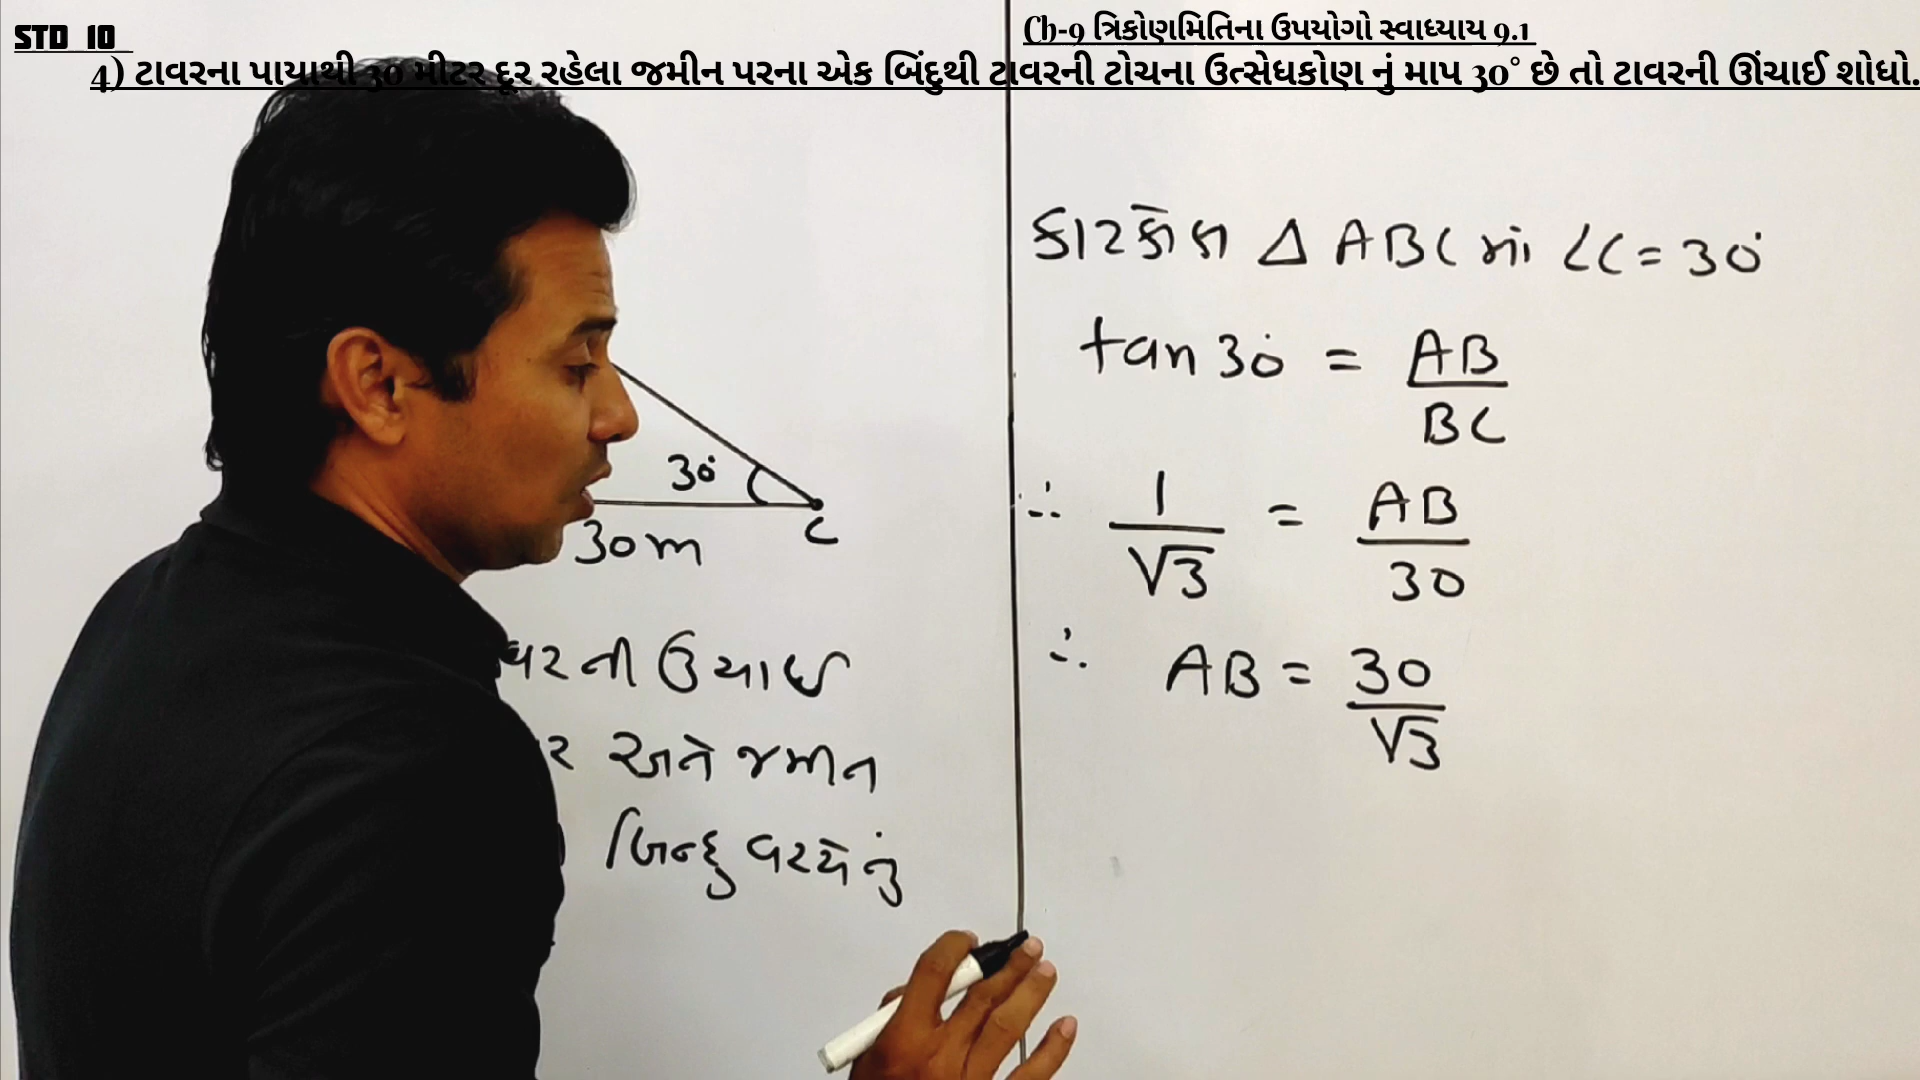 STD 10
Ch-9 ત્રિકોણમિતિના ઉપયોગો સ્વાધ્યાય 9.1
4) ટાવરના પાયાથી 30 મીટર દૂર રહેલા જમીન પરના એક બિંદુથી ટાવરની ટોચના ઉત્સેધકોણ નું માપ 30° છે તો ટાવરની ઊંચાઈ શોધો.
30°
C
30m
વરની ઉંચાઈ
ર અને જમીન
બિન્દુ વચ્ચેનું
કાટકોણ Δ ABC માં ∠C = 30°
tan 30° = AB / BC
∴ 1 / √3 = AB / 30
∴ AB = 30 / √3